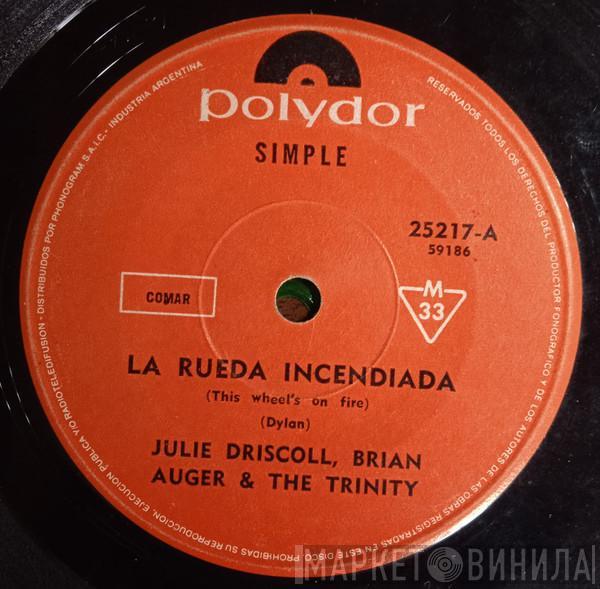 polydor
SIMPLE
25217-A
59186
COMAR
M
33
LA RUEDA INCENDIADA
(This wheel's on fire)
(Dylan)
JULIE DRISCOLL, BRIAN
AUGER & THE TRINITY
RESERVADOS TODOS LOS DERECHOS DEL PRODUCTOR FONOGRAFICO Y DE LOS AUTORES DE LAS OBRAS REGISTRADAS EN ESTE DISCO PROHIBIDAS SU REPRODUCCION, EJECUCION PUBLICA Y/O RADIOTELEDIFUSION - DISTRIBUIDOS POR PHONOGRAM S.A.I.C.- INDUSTRIA ARGENTINA
МАРКЕТ ВИНИЛА